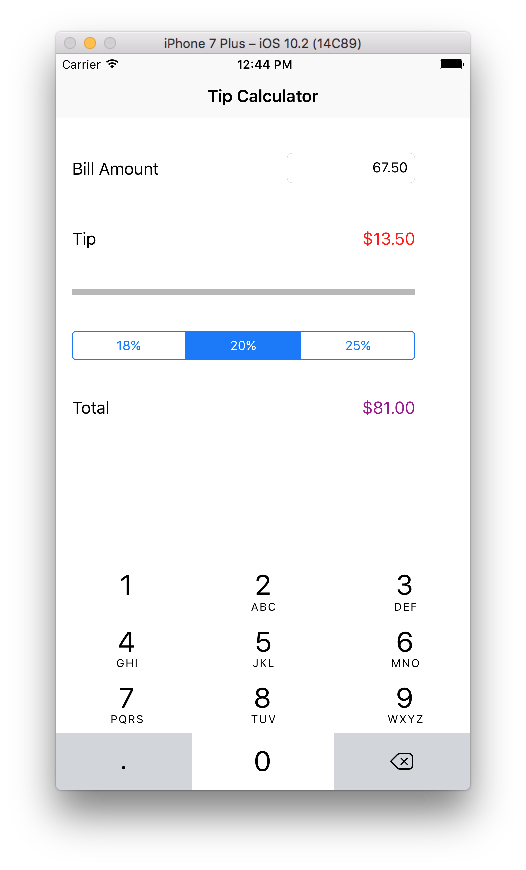 iPhone 7 Plus – iOS 10.2 (14C89)
Carrier 12:44 PM
Tip Calculator
Bill Amount 67.50
Tip $13.50
18% 20% 25%
Total $81.00
1 2 3
ABC DEF
4 5 6
GHI JKL MNO
7 8 9
PQRS TUV WXYZ
. 0